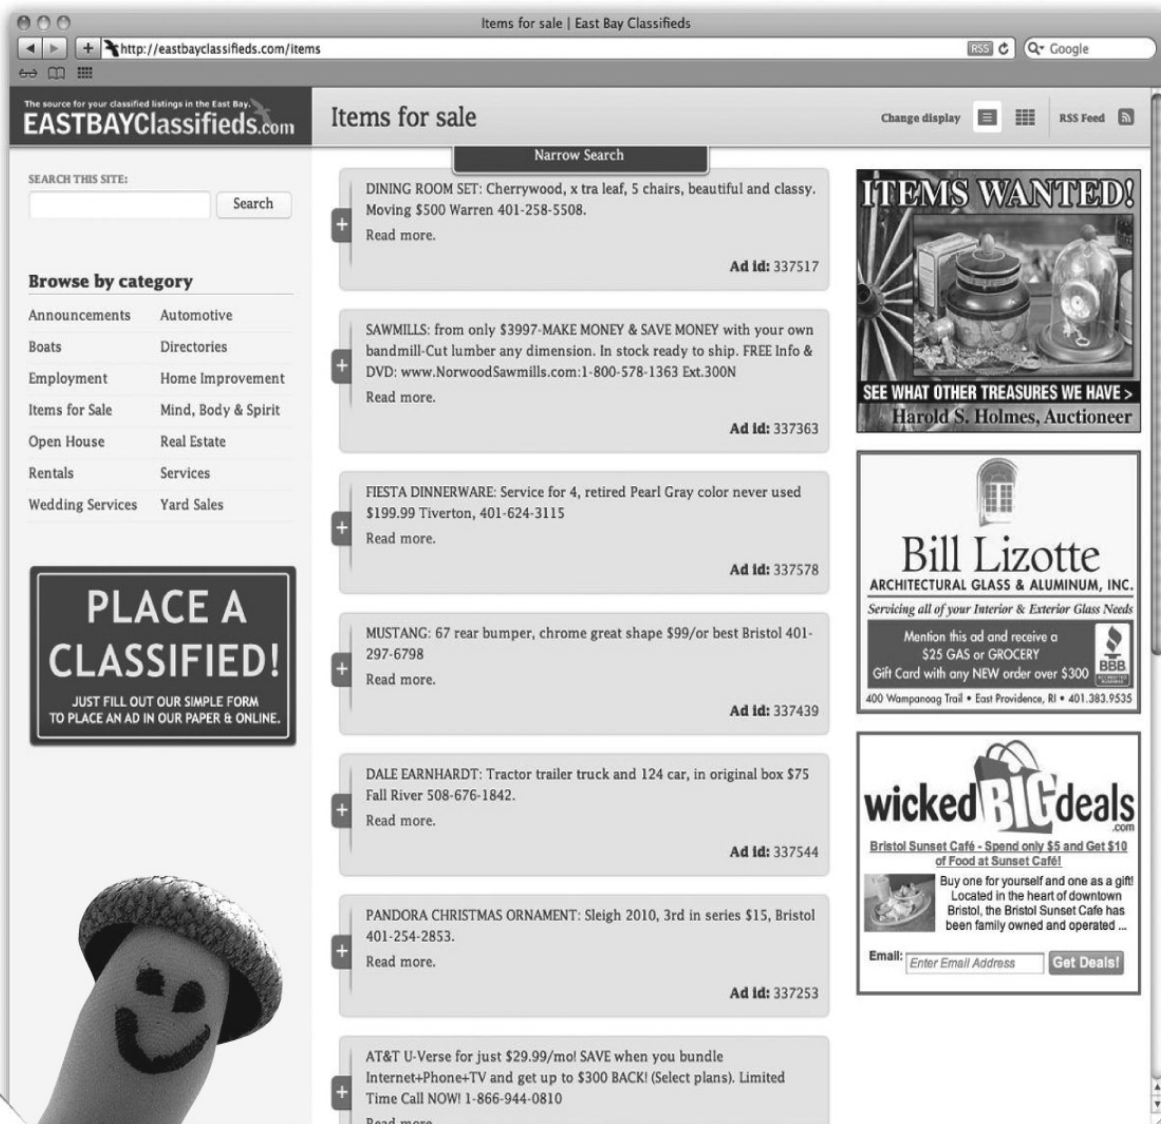 Items for sale | East Bay Classifieds
http://eastbayclassifieds.com/items
RSS
Google
The source for your classified listings in the East Bay.
EASTBAYClassifieds.com
Items for sale
Change display
RSS Feed
Narrow Search
SEARCH THIS SITE:
Search
Browse by category
Announcements Automotive
Boats Directories
Employment Home Improvement
Items for Sale Mind, Body & Spirit
Open House Real Estate
Rentals Services
Wedding Services Yard Sales
PLACE A
CLASSIFIED!
JUST FILL OUT OUR SIMPLE FORM
TO PLACE AN AD IN OUR PAPER & ONLINE.
DINING ROOM SET: Cherrywood, x tra leaf, 5 chairs, beautiful and classy.
Moving $500 Warren 401-258-5508.
Read more.
Ad id: 337517
SAWMILLS: from only $3997-MAKE MONEY & SAVE MONEY with your own
bandmill-Cut lumber any dimension. In stock ready to ship. FREE Info &
DVD: www.NorwoodSawmills.com:1-800-578-1363 Ext.300N
Read more.
Ad id: 337363
FIESTA DINNERWARE: Service for 4, retired Pearl Gray color never used
$199.99 Tiverton, 401-624-3115
Read more.
Ad id: 337578
MUSTANG: 67 rear bumper, chrome great shape $99/or best Bristol 401-
297-6798
Read more.
Ad id: 337439
DALE EARNHARDT: Tractor trailer truck and 124 car, in original box $75
Fall River 508-676-1842.
Read more.
Ad id: 337544
PANDORA CHRISTMAS ORNAMENT: Sleigh 2010, 3rd in series $15, Bristol
401-254-2853.
Read more.
Ad id: 337253
AT&T U-Verse for just $29.99/mo! SAVE when you bundle
Internet+Phone+TV and get up to $300 BACK! (Select plans). Limited
Time Call NOW! 1-866-944-0810
Read more.
ITEMS WANTED!
SEE WHAT OTHER TREASURES WE HAVE >
Harold S. Holmes, Auctioneer
Bill Lizotte
ARCHITECTURAL GLASS & ALUMINUM, INC.
Servicing all of your Interior & Exterior Glass Needs
Mention this ad and receive a
$25 GAS or GROCERY
Gift Card with any NEW order over $300
BBB
400 Wampanoag Trail • East Providence, RI • 401.383.9535
wickedBiGdeals
.com
Bristol Sunset Café - Spend only $5 and Get $10
of Food at Sunset Café!
Buy one for yourself and one as a gift!
Located in the heart of downtown
Bristol, the Bristol Sunset Cafe has
been family owned and operated ...
Email: Enter Email Address Get Deals!